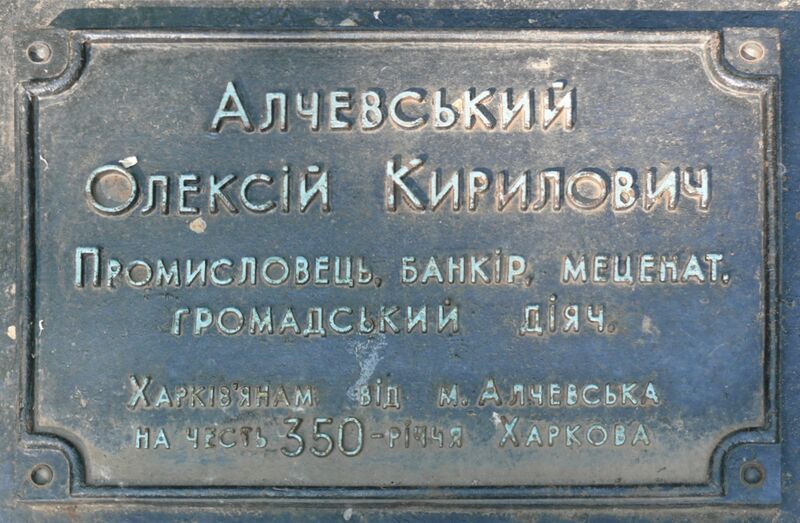 Алчевський
Олексій Кирилович
Промисловець, банкір, меценат,
громадський діяч.
Харків'янам від м. Алчевська
на честь 350-річчя Харкова